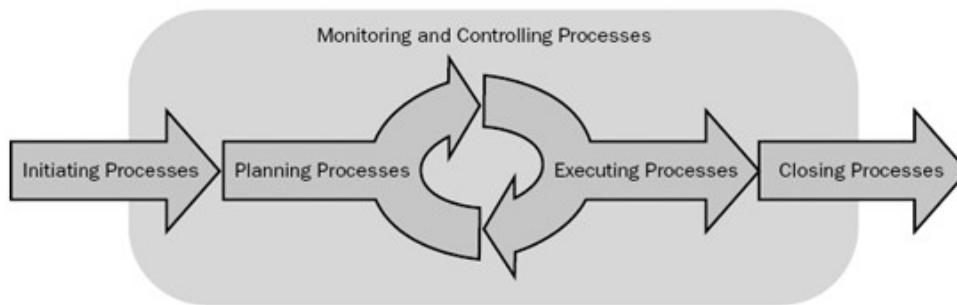 Monitoring and Controlling Processes
Initiating Processes
Planning Processes
Executing Processes
Closing Processes